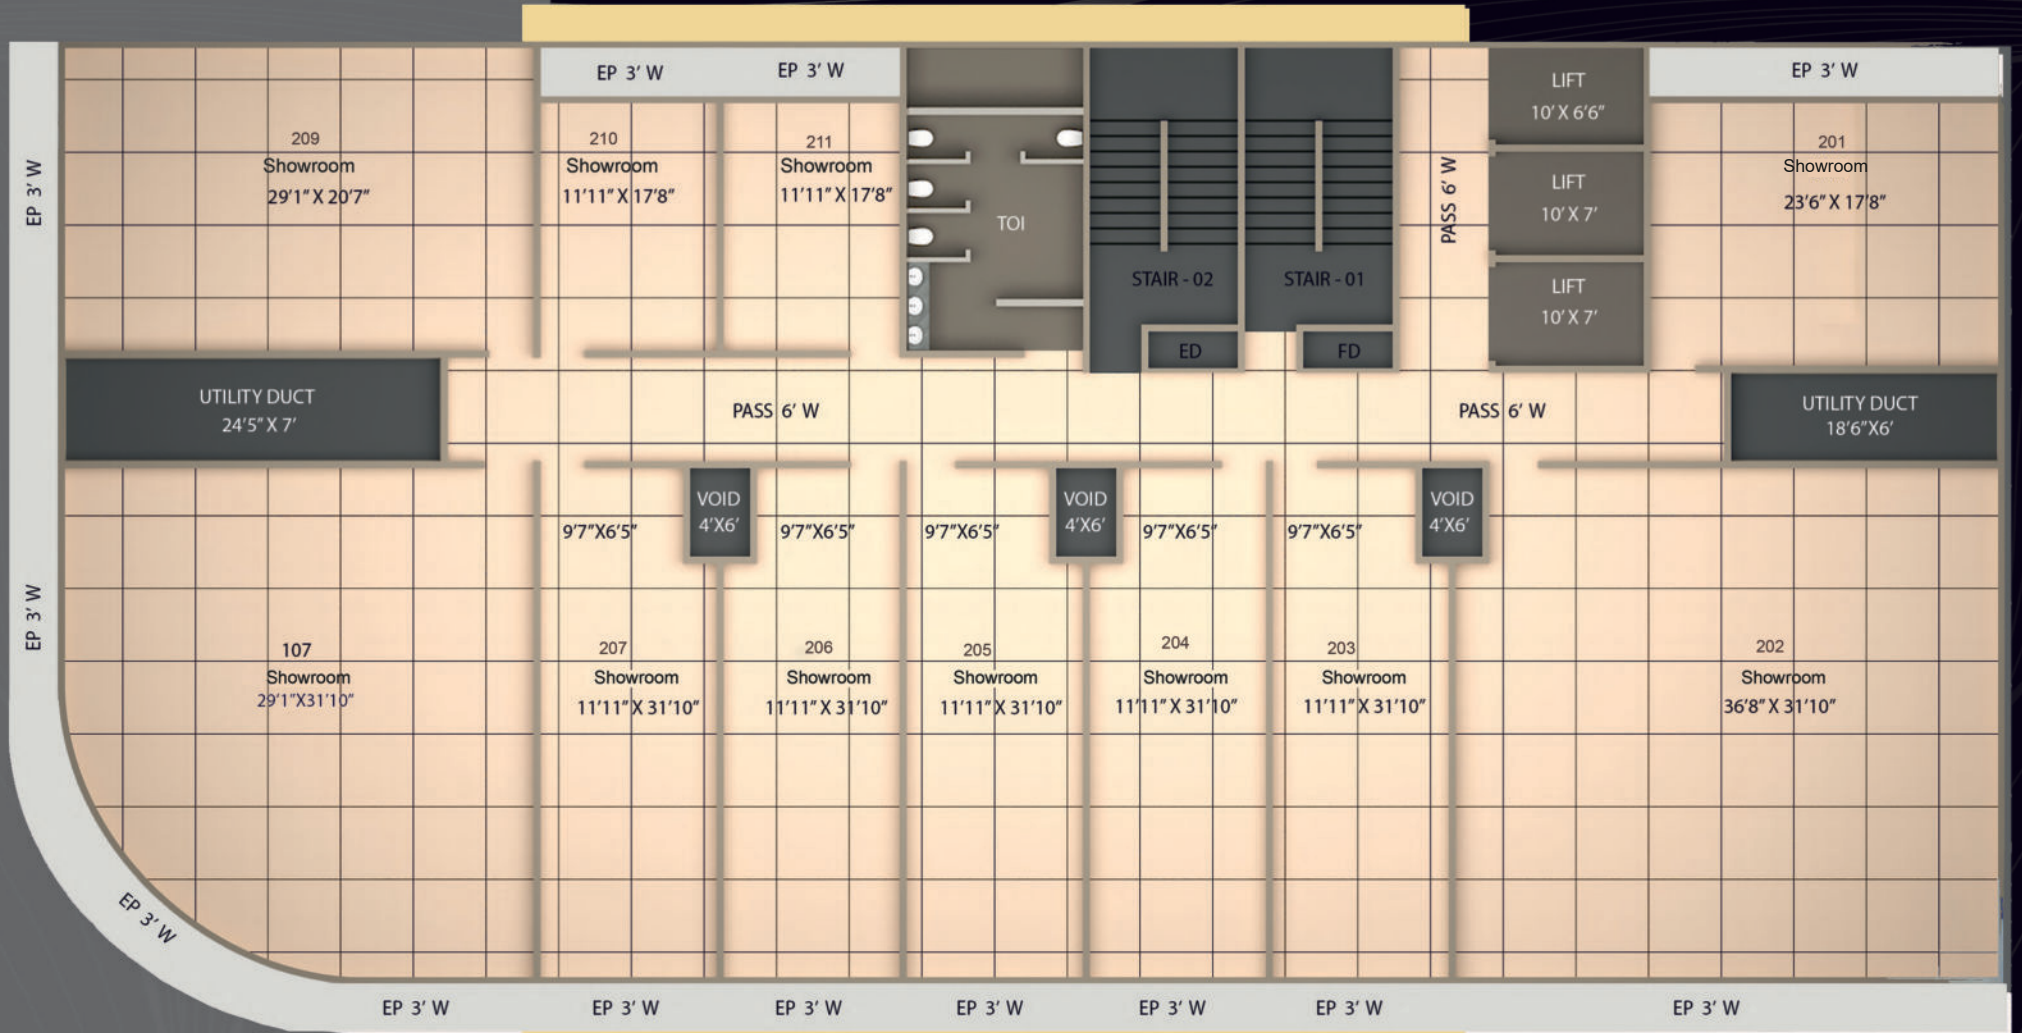 EP 3' W
EP 3' W
EP 3' W
LIFT
10' X 6'6"
LIFT
10' X 7'
LIFT
10' X 7'
EP 3' W
209
Showroom
29'1" X 20'7"
210
Showroom
11'11" X 17'8"
211
Showroom
11'11" X 17'8"
TOI
STAIR - 02
STAIR - 01
ED
FD
PASS 6' W
201
Showroom
23'6" X 17'8"
UTILITY DUCT
24'5" X 7'
PASS 6' W
PASS 6' W
UTILITY DUCT
18'6"X6'
9'7"X6'5"
VOID
4'X6'
9'7"X6'5"
9'7"X6'5"
VOID
4'X6'
9'7"X6'5"
9'7"X6'5"
VOID
4'X6'
EP 3' W
107
Showroom
29'1"X31'10"
207
Showroom
11'11" X 31'10"
206
Showroom
11'11" X 31'10"
205
Showroom
11'11" X 31'10"
204
Showroom
11'11" X 31'10"
203
Showroom
11'11" X 31'10"
202
Showroom
36'8" X 31'10"
EP 3' W
EP 3' W
EP 3' W
EP 3' W
EP 3' W
EP 3' W
EP 3' W
EP 3' W